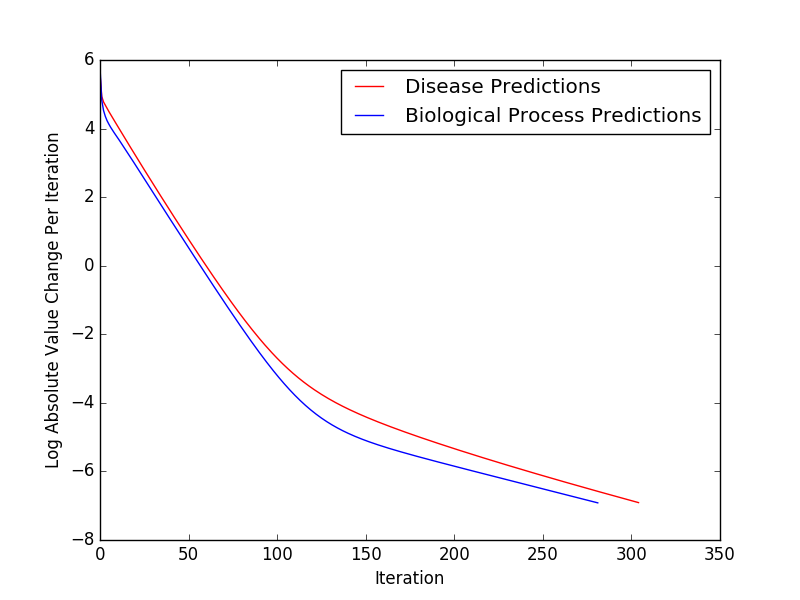 Disease Predictions
Biological Process Predictions
6
4
2
0
−2
−4
−6
−8
Log Absolute Value Change Per Iteration
0 50 100 150 200 250 300 350
Iteration